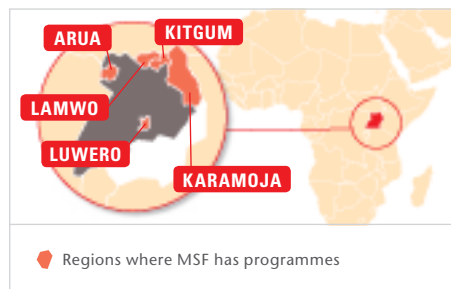 ARUA
KITGUM
LAMWO
LUWERO
KARAMOJA
Regions where MSF has programmes